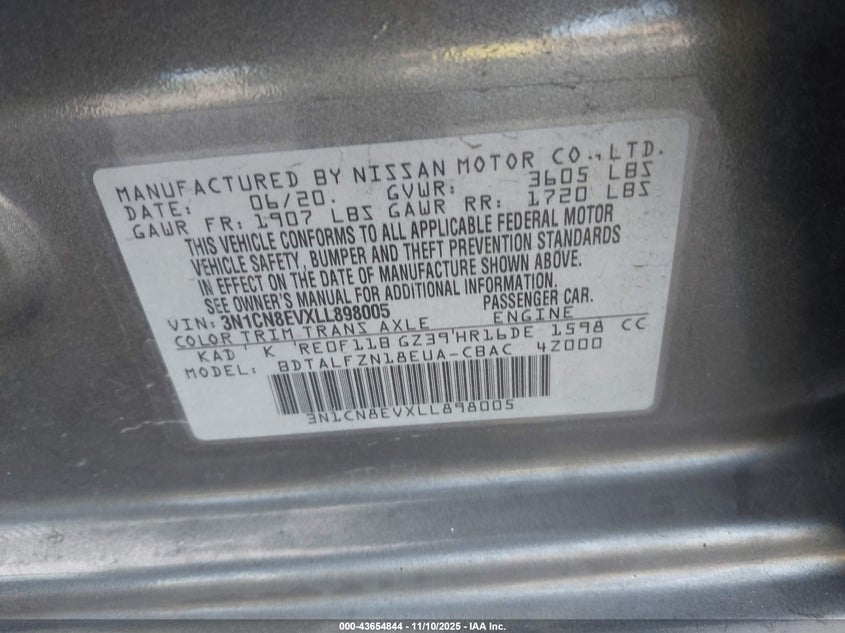 MANUFACTURED BY NISSAN MOTOR CO., LTD.
DATE: 06/20. GVWR: 3605 LBS
GAWR FR: 1907 LBS GAWR RR: 1720 LBS
THIS VEHICLE CONFORMS TO ALL APPLICABLE FEDERAL MOTOR
VEHICLE SAFETY, BUMPER AND THEFT PREVENTION STANDARDS
IN EFFECT ON THE DATE OF MANUFACTURE SHOWN ABOVE.
SEE OWNER'S MANUAL FOR ADDITIONAL INFORMATION.
VIN: 3N1CN8EVXLL898005 PASSENGER CAR.
COLOR TRIM TRANS AXLE ENGINE
KAD K RE0F11B GZ39 HR16DE 1598 CC
MODEL: BDTALFZN18EUA-CBAC 4Z000
3N1CN8EVXLL898005
000-43654844 - 11/10/2025 - IAA Inc.